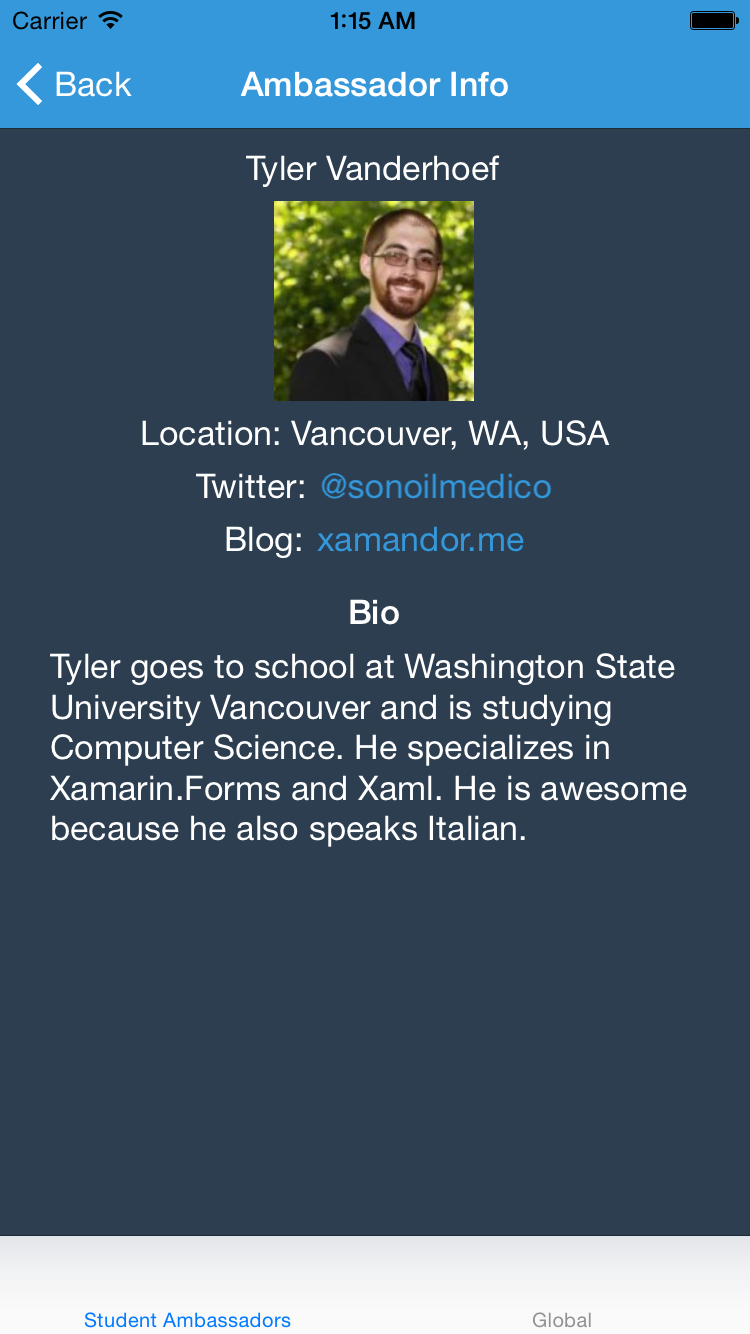 Carrier 1:15 AM
Back Ambassador Info
Tyler Vanderhoef
Location: Vancouver, WA, USA
Twitter: @sonoilmedico
Blog: xamandor.me
Bio
Tyler goes to school at Washington State
University Vancouver and is studying
Computer Science. He specializes in
Xamarin.Forms and Xaml. He is awesome
because he also speaks Italian.
Student Ambassadors Global